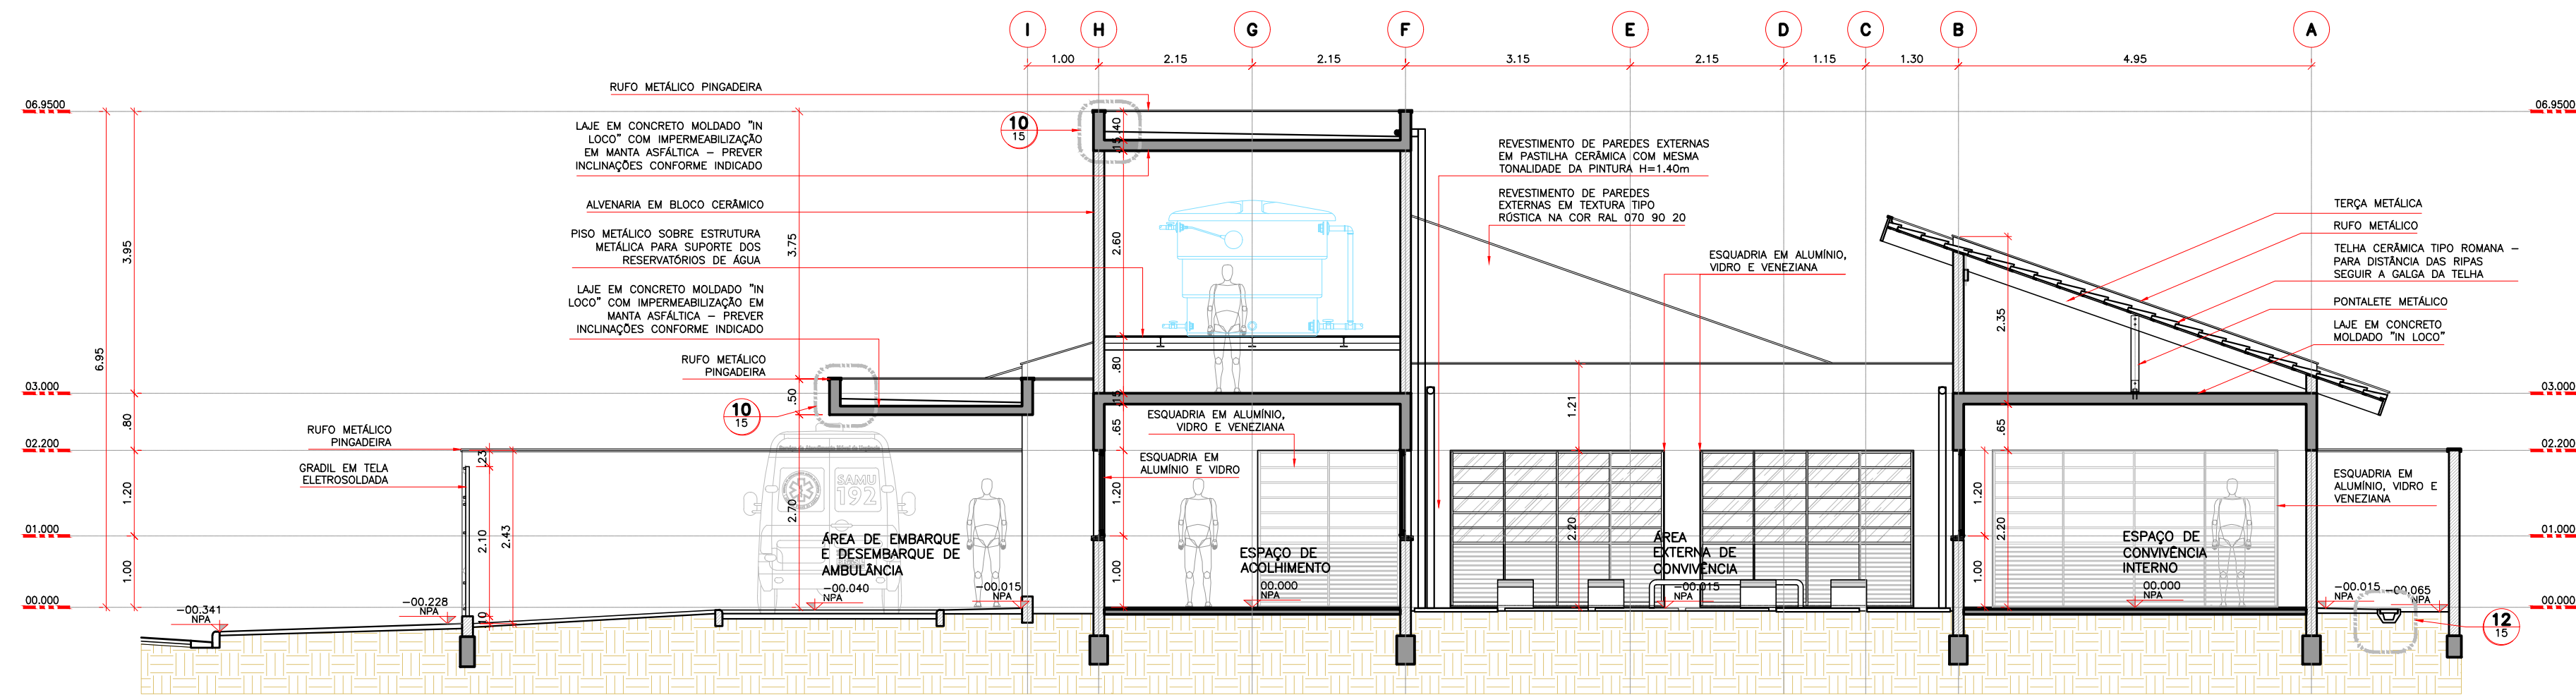 I
H
G
F
E
D
C
B
A
1.00
2.15
2.15
3.15
2.15
1.15
1.30
4.95
06.9500
03.000
02.200
01.000
00.000
6.95
3.95
.80
1.20
1.00
RUFO METÁLICO PINGADEIRA
LAJE EM CONCRETO MOLDADO "IN
LOCO" COM IMPERMEABILIZAÇÃO
EM MANTA ASFÁLTICA – PREVER
INCLINAÇÕES CONFORME INDICADO
ALVENARIA EM BLOCO CERÂMICO
PISO METÁLICO SOBRE ESTRUTURA
METÁLICA PARA SUPORTE DOS
RESERVATÓRIOS DE ÁGUA
LAJE EM CONCRETO MOLDADO "IN
LOCO" COM IMPERMEABILIZAÇÃO EM
MANTA ASFÁLTICA – PREVER
INCLINAÇÕES CONFORME INDICADO
RUFO METÁLICO
PINGADEIRA
RUFO METÁLICO
PINGADEIRA
GRADIL EM TELA
ELETROSOLDADA
10
15
10
15
3.75
.50
2.70
.23
2.10
2.43
.10
.40
.15
2.60
.80
.15
.65
1.20
1.00
SAMU
192
ÁREA DE EMBARQUE
E DESEMBARQUE DE
AMBULÂNCIA
-00.341
NPA
-00.228
NPA
-00.040
NPA
-00.015
NPA
ESQUADRIA EM ALUMÍNIO,
VIDRO E VENEZIANA
ESQUADRIA EM
ALUMÍNIO E VIDRO
ESPAÇO DE
ACOLHIMENTO
00.000
NPA
REVESTIMENTO DE PAREDES EXTERNAS
EM PASTILHA CERÂMICA COM MESMA
TONALIDADE DA PINTURA H=1.40m
REVESTIMENTO DE PAREDES
EXTERNAS EM TEXTURA TIPO
RÚSTICA NA COR RAL 070 90 20
ESQUADRIA EM ALUMÍNIO,
VIDRO E VENEZIANA
1.21
2.20
ÁREA
EXTERNA DE
CONVIVÊNCIA
-00.015
NPA
TERÇA METÁLICA
RUFO METÁLICO
TELHA CERÂMICA TIPO ROMANA –
PARA DISTÂNCIA DAS RIPAS
SEGUIR A GALGA DA TELHA
PONTALETE METÁLICO
LAJE EM CONCRETO
MOLDADO "IN LOCO"
2.35
.65
1.20
2.20
1.00
ESQUADRIA EM
ALUMÍNIO, VIDRO E
VENEZIANA
ESPAÇO DE
CONVIVÊNCIA
INTERNO
00.000
NPA
-00.015
NPA
-00.065
NPA
12
15
06.9500
03.000
02.200
01.000
00.000